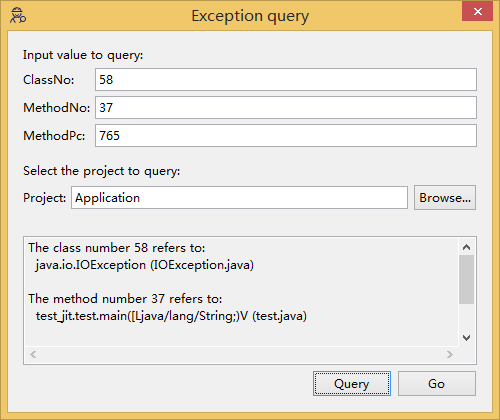 Exception query
Input value to query:
ClassNo: 58
MethodNo: 37
MethodPc: 765
Select the project to query:
Project: Application Browse...
The class number 58 refers to:
java.io.IOException (IOException.java)
The method number 37 refers to:
test_jit.test.main([Ljava/lang/String;)V (test.java)
Query Go